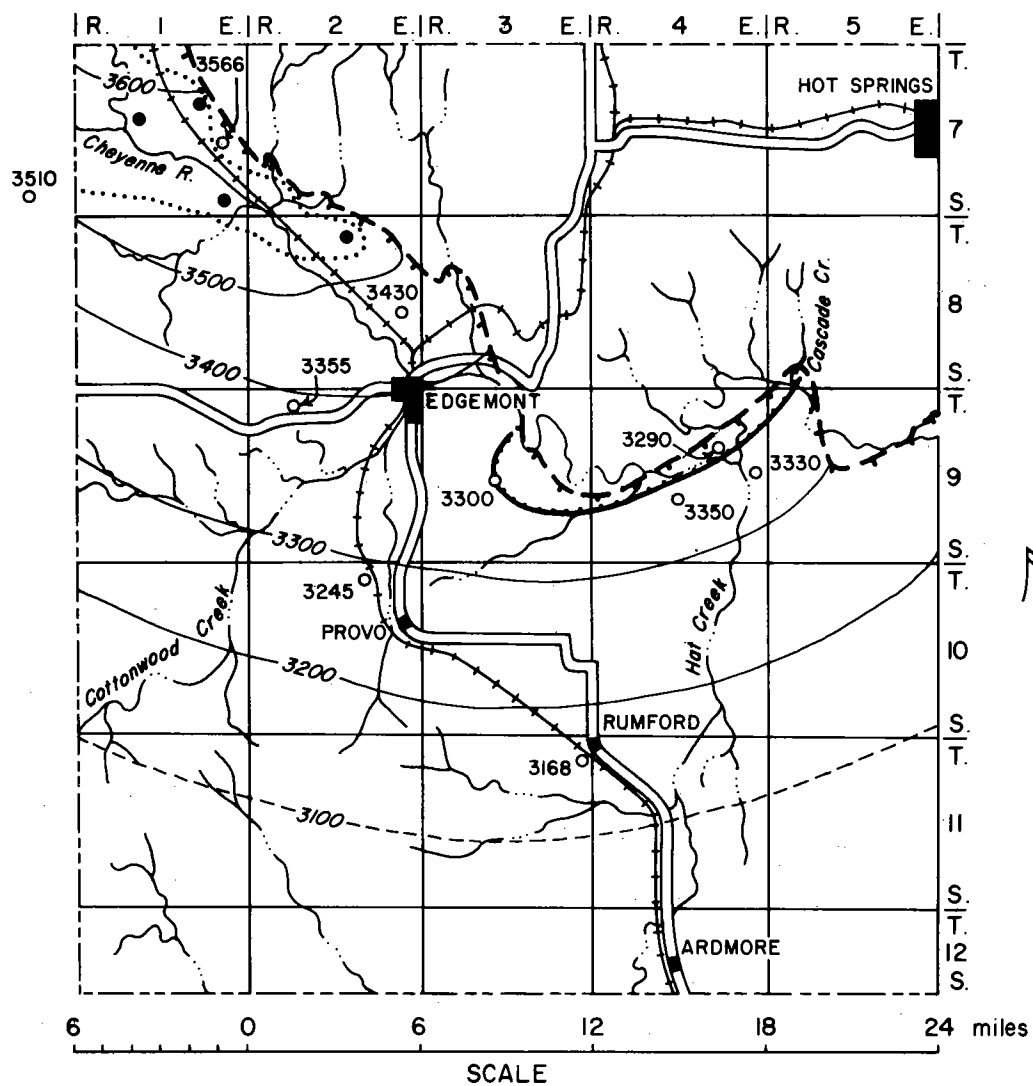 R. 1 E. R. 2 E. R. 3 E. R. 4 E. R. 5 E.
T.
7
S.
T.
8
S.
T.
9
S.
T.
10
S.
T.
11
S.
T.
12
S.
3566
3600
HOT SPRINGS
Cheyenne R.
3510
3500
3430
Cascade Cr.
3400
3355
EDGEMONT
3290
3330
3300
3350
3300
3245
PROVO
Cottonwood Creek
Hat Creek
3200
RUMFORD
3168
3100
ARDMORE
6 0 6 12 18 24 miles
SCALE